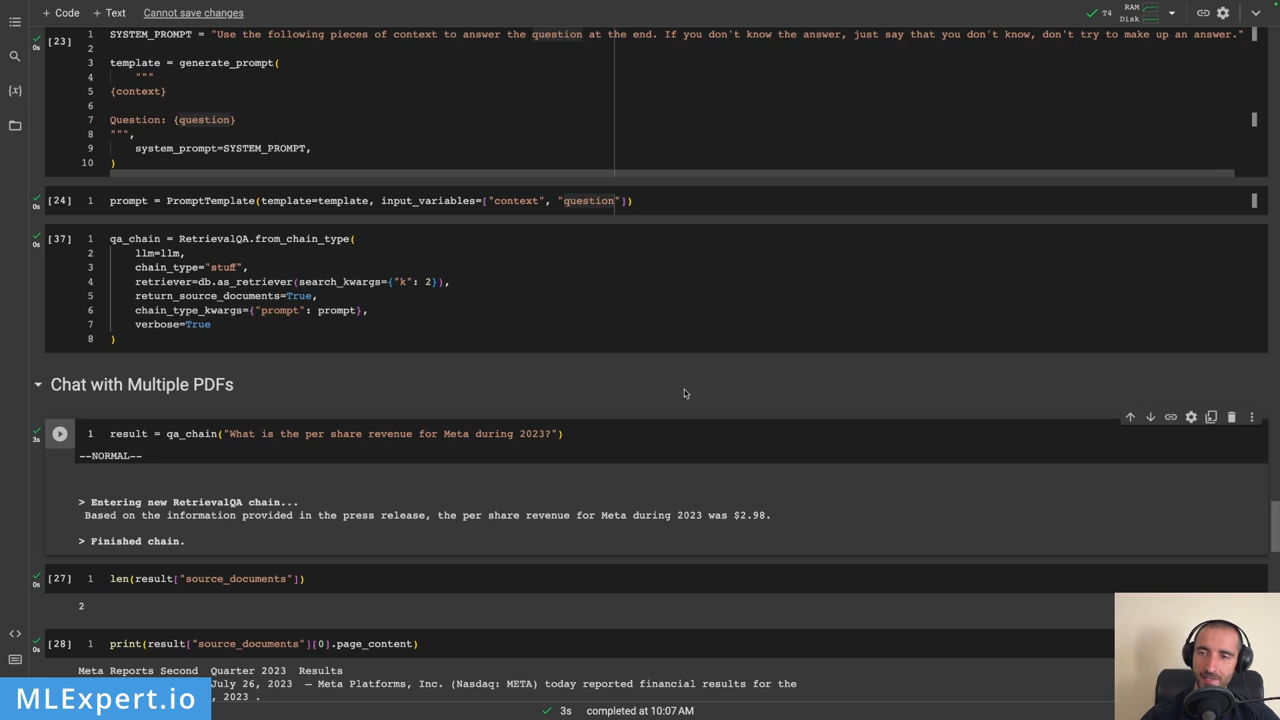 + Code + Text Cannot save changes
T4 RAM Disk
[23] 0s
1 SYSTEM_PROMPT = "Use the following pieces of context to answer the question at the end. If you don't know the answer, just say that you don't know, don't try to make up an answer."
2
3 template = generate_prompt(
4 """
5 {context}
6
7 Question: {question}
8 """,
9 system_prompt=SYSTEM_PROMPT,
10 )
[24] 0s 1 prompt = PromptTemplate(template=template, input_variables=["context", "question"])
[37] 0s 1 qa_chain = RetrievalQA.from_chain_type(
2 llm=llm,
3 chain_type="stuff",
4 retriever=db.as_retriever(search_kwargs={"k": 2}),
5 return_source_documents=True,
6 chain_type_kwargs={"prompt": prompt},
7 verbose=True
8 )
Chat with Multiple PDFs
3s 1 result = qa_chain("What is the per share revenue for Meta during 2023?")
--NORMAL--
> Entering new RetrievalQA chain...
Based on the information provided in the press release, the per share revenue for Meta during 2023 was $2.98.
> Finished chain.
[27] 0s 1 len(result["source_documents"])
2
[28] 0s 1 print(result["source_documents"][0].page_content)
Meta Reports Second Quarter 2023 Results
July 26, 2023 – Meta Platforms, Inc. (Nasdaq: META) today reported financial results for the
, 2023 .
MLExpert.io
3s completed at 10:07 AM